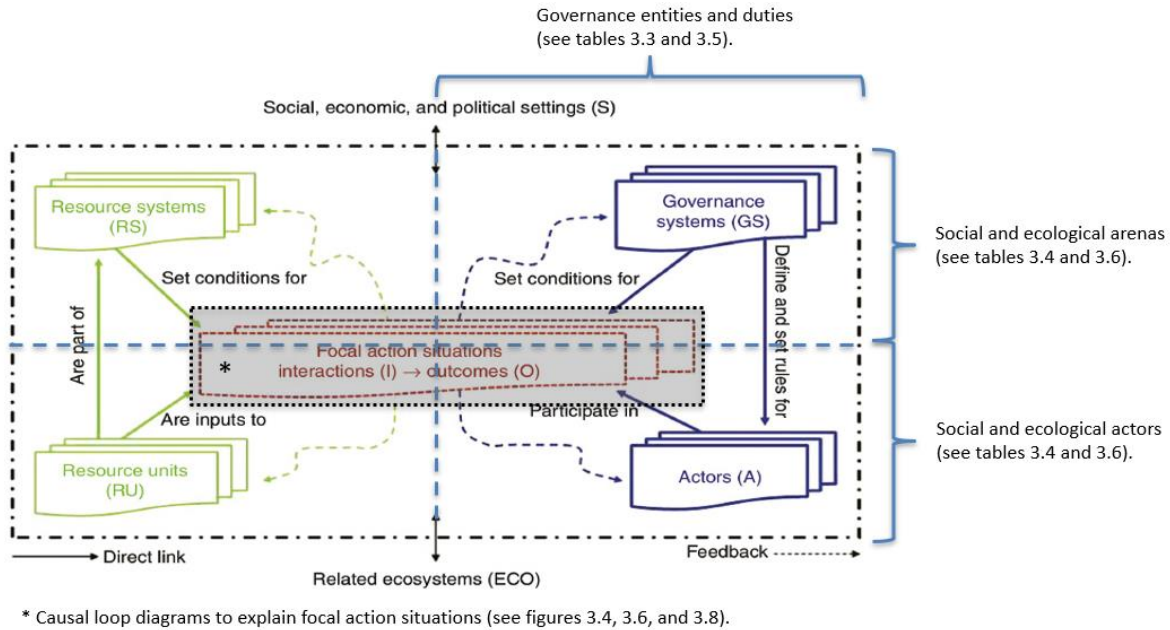 Governance entities and duties
(see tables 3.3 and 3.5).
Social, economic, and political settings (S)
Resource systems
(RS)
Governance
systems (GS)
Social and ecological arenas
(see tables 3.4 and 3.6).
Set conditions for
Set conditions for
Define and set rules for
Are part of
Focal action situations
interactions (I) → outcomes (O)
*
Are inputs to
Participate in
Social and ecological actors
(see tables 3.4 and 3.6).
Resource units
(RU)
Actors (A)
Direct link
Feedback
Related ecosystems (ECO)
* Causal loop diagrams to explain focal action situations (see figures 3.4, 3.6, and 3.8).